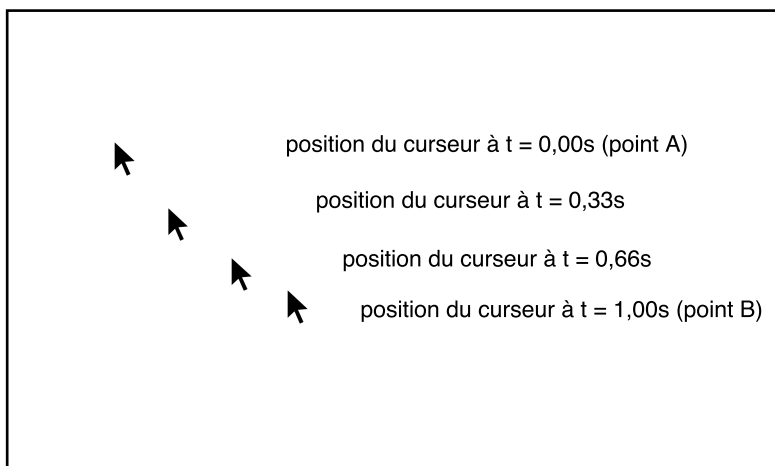 position du curseur à t = 0,00s (point A)
position du curseur à t = 0,33s
position du curseur à t = 0,66s
position du curseur à t = 1,00s (point B)